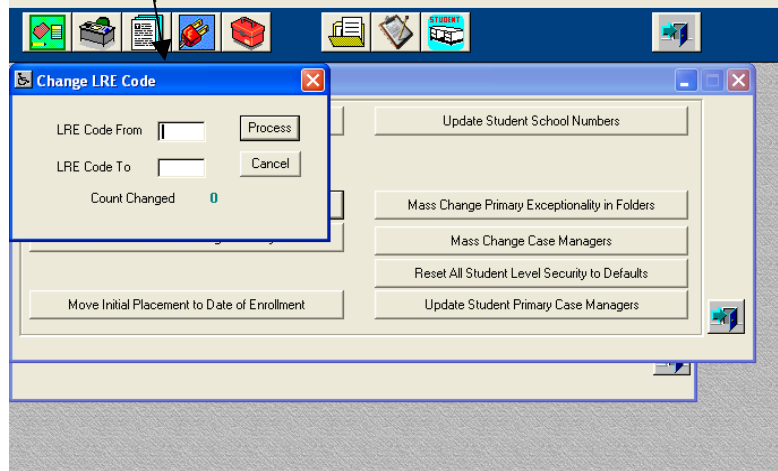 STUDENT
Change LRE Code
LRE Code From
Process
Update Student School Numbers
LRE Code To
Cancel
Count Changed 0
Mass Change Primary Exceptionality in Folders
Mass Change Case Managers
Reset All Student Level Security to Defaults
Move Initial Placement to Date of Enrollment
Update Student Primary Case Managers